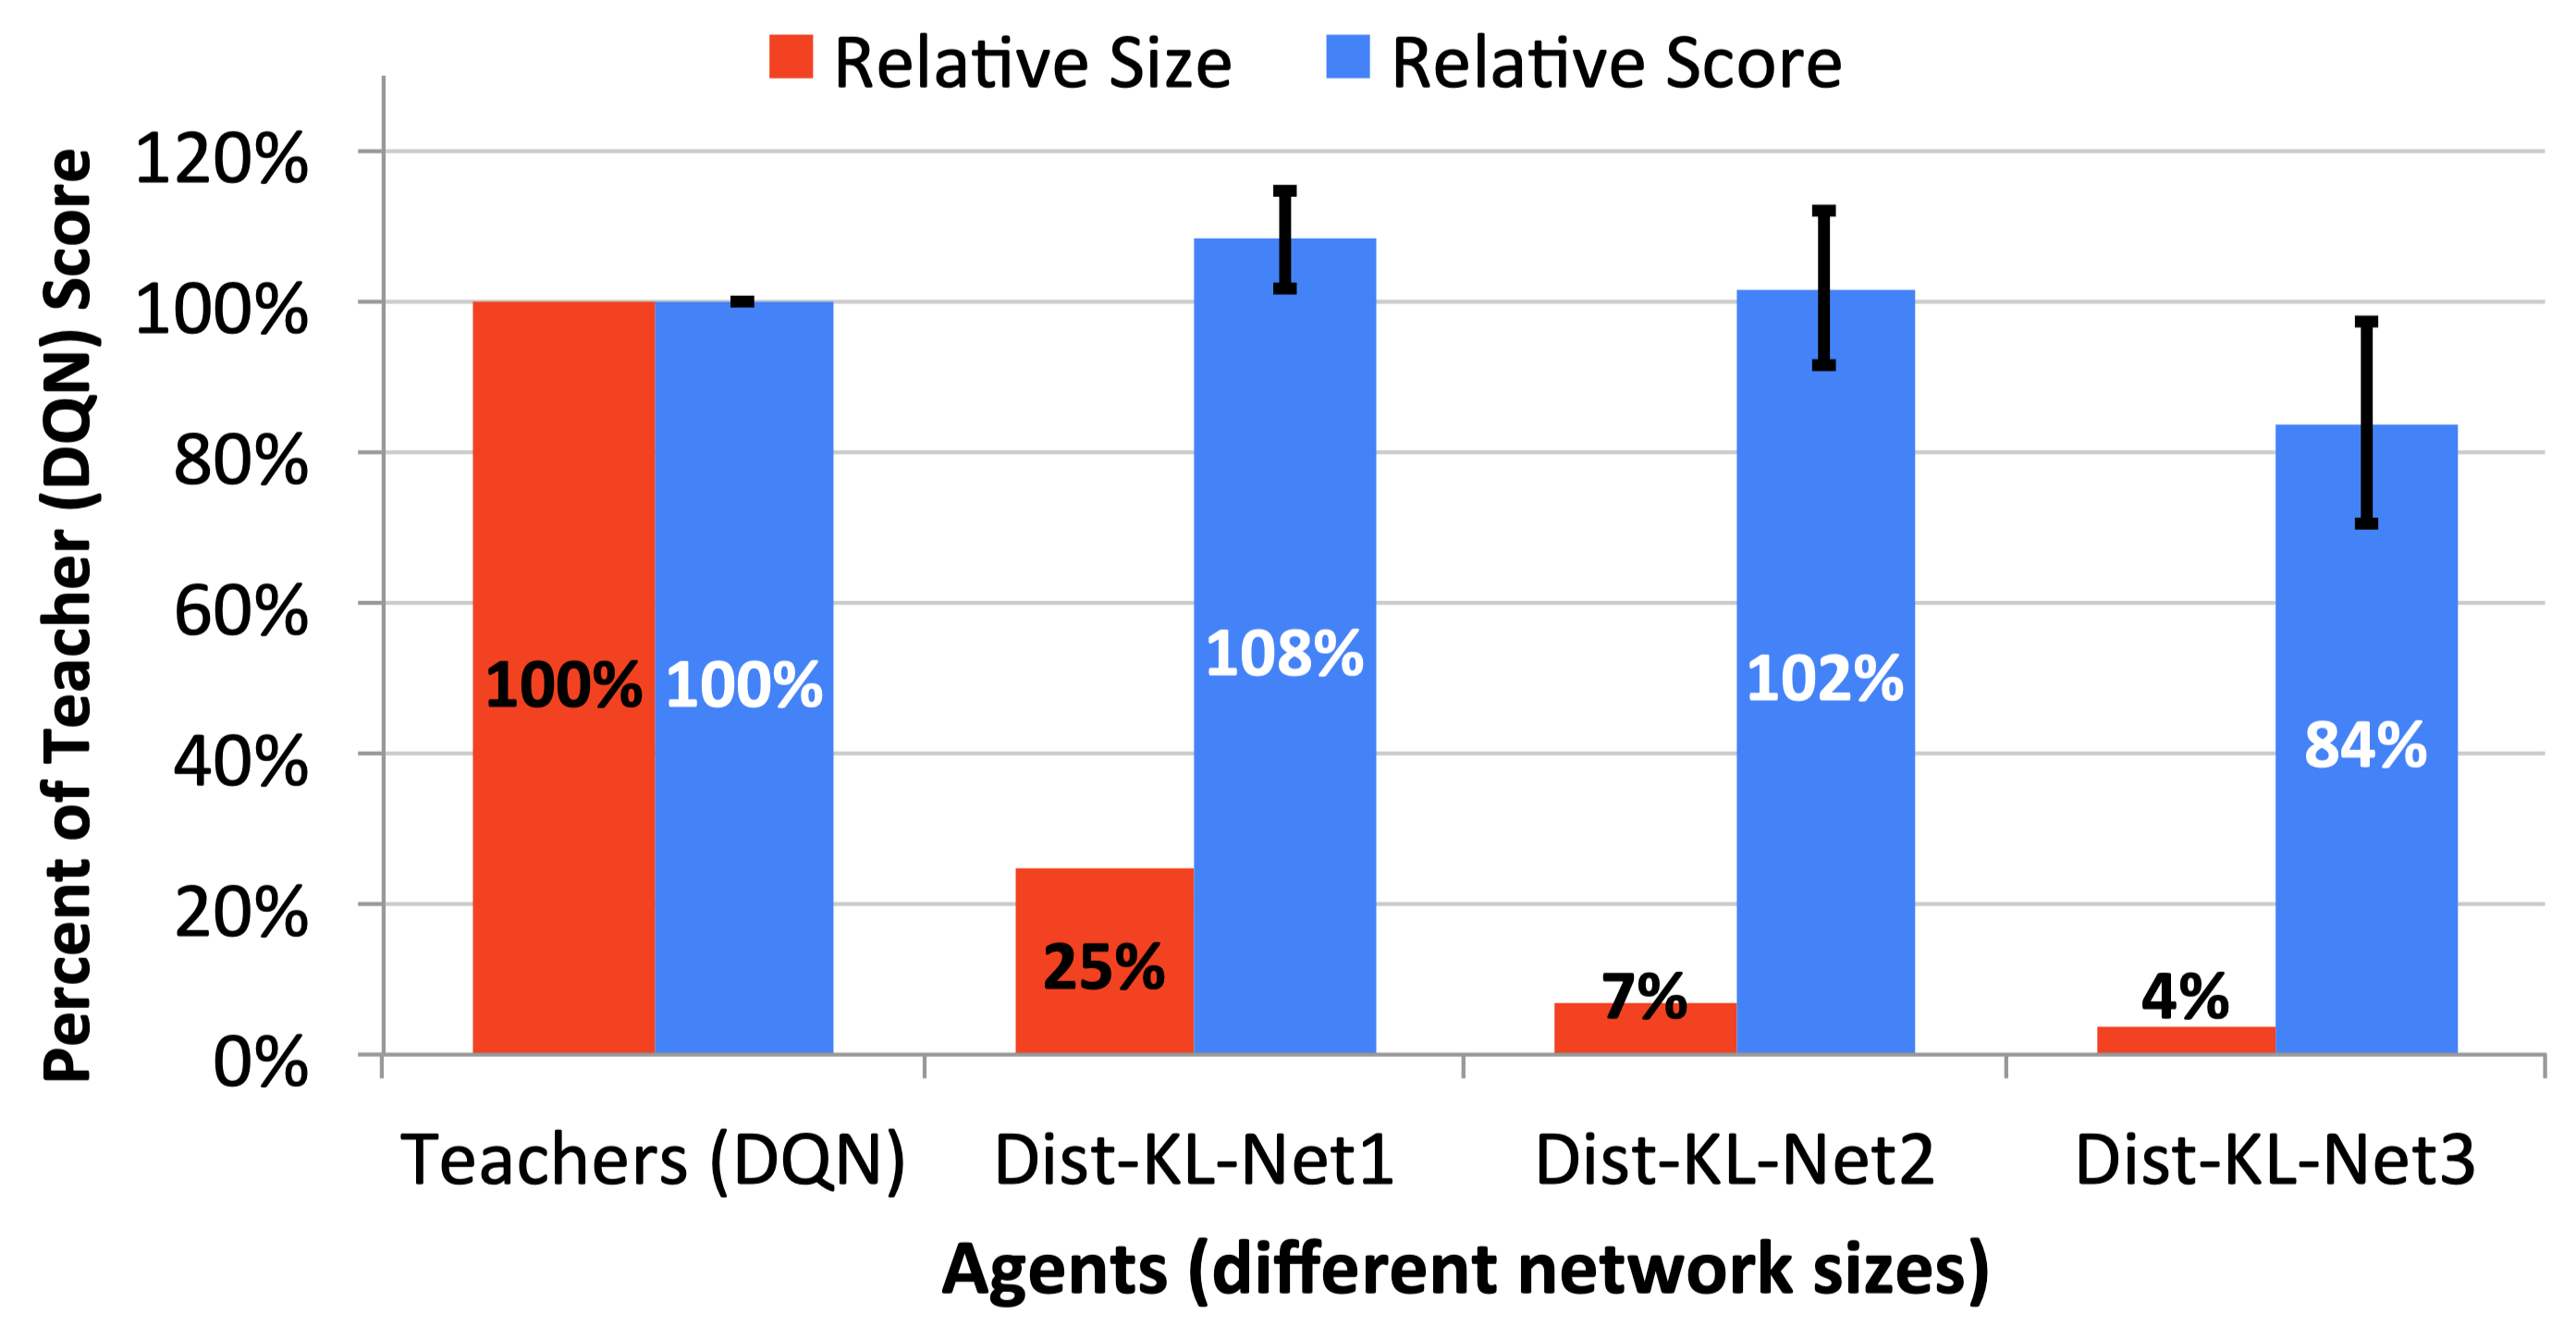 Relative Size Relative Score
Percent of Teacher (DQN) Score
120%
100%
80%
60%
40%
20%
0%
100% 100%
25% 108%
7% 102%
4% 84%
Teachers (DQN) Dist-KL-Net1 Dist-KL-Net2 Dist-KL-Net3
Agents (different network sizes)